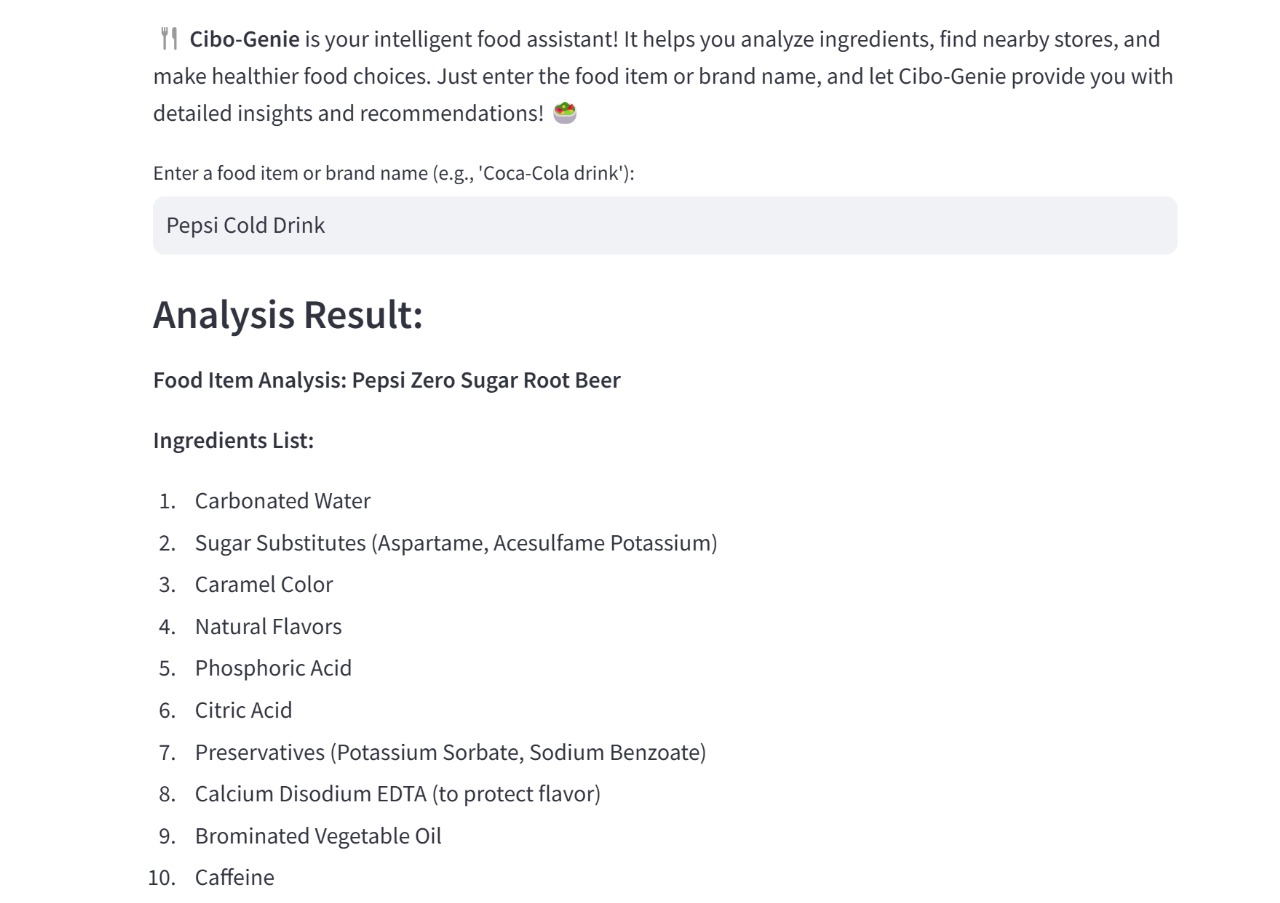 🍴 Cibo-Genie is your intelligent food assistant! It helps you analyze ingredients, find nearby stores, and
make healthier food choices. Just enter the food item or brand name, and let Cibo-Genie provide you with
detailed insights and recommendations! 🥗
Enter a food item or brand name (e.g., 'Coca-Cola drink'):
Pepsi Cold Drink
Analysis Result:
Food Item Analysis: Pepsi Zero Sugar Root Beer
Ingredients List:
1. Carbonated Water
2. Sugar Substitutes (Aspartame, Acesulfame Potassium)
3. Caramel Color
4. Natural Flavors
5. Phosphoric Acid
6. Citric Acid
7. Preservatives (Potassium Sorbate, Sodium Benzoate)
8. Calcium Disodium EDTA (to protect flavor)
9. Brominated Vegetable Oil
10. Caffeine